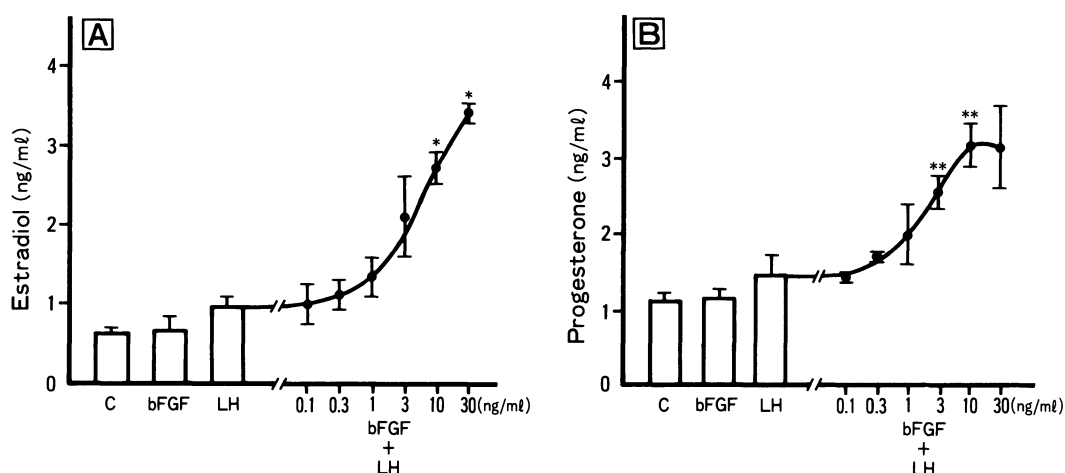 A
Estradiol (ng/mℓ)
4
3
2
1
0
*
*
C bFGF LH 0.1 0.3 1 3 10 30 (ng/mℓ)
bFGF
+
LH
B
Progesterone (ng/mℓ)
4
3
2
1
0
**
**
C bFGF LH 0.1 0.3 1 3 10 30 (ng/mℓ)
bFGF
+
LH